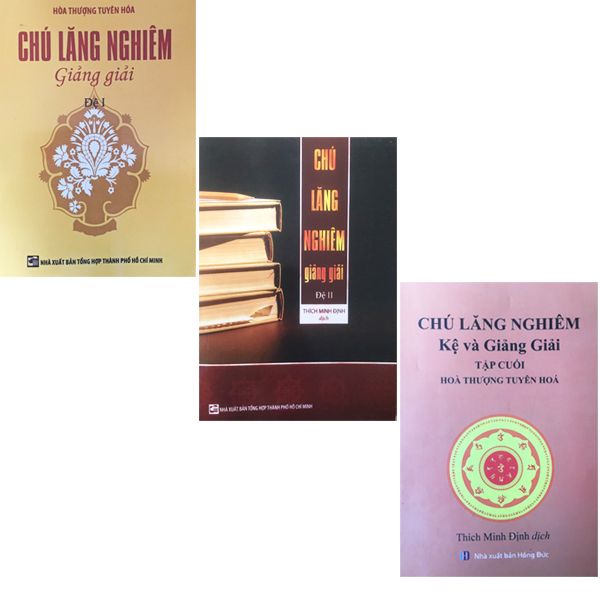 HÒA THƯỢNG TUYÊN HÓA
CHÚ LĂNG NGHIÊM
Giảng giải
Đệ I
NHÀ XUẤT BẢN TỔNG HỢP THÀNH PHỐ HỒ CHÍ MINH
CHÚ
LĂNG
NGHIÊM
giảng giải
Đệ II
THÍCH MINH ĐỊNH
dịch
NHÀ XUẤT BẢN TỔNG HỢP THÀNH PHỐ HỒ CHÍ MINH
CHÚ LĂNG NGHIÊM
Kệ và Giảng Giải
TẬP CUỐI
HOÀ THƯỢNG TUYÊN HOÁ
Thích Minh Định dịch
Nhà xuất bản Hồng Đức